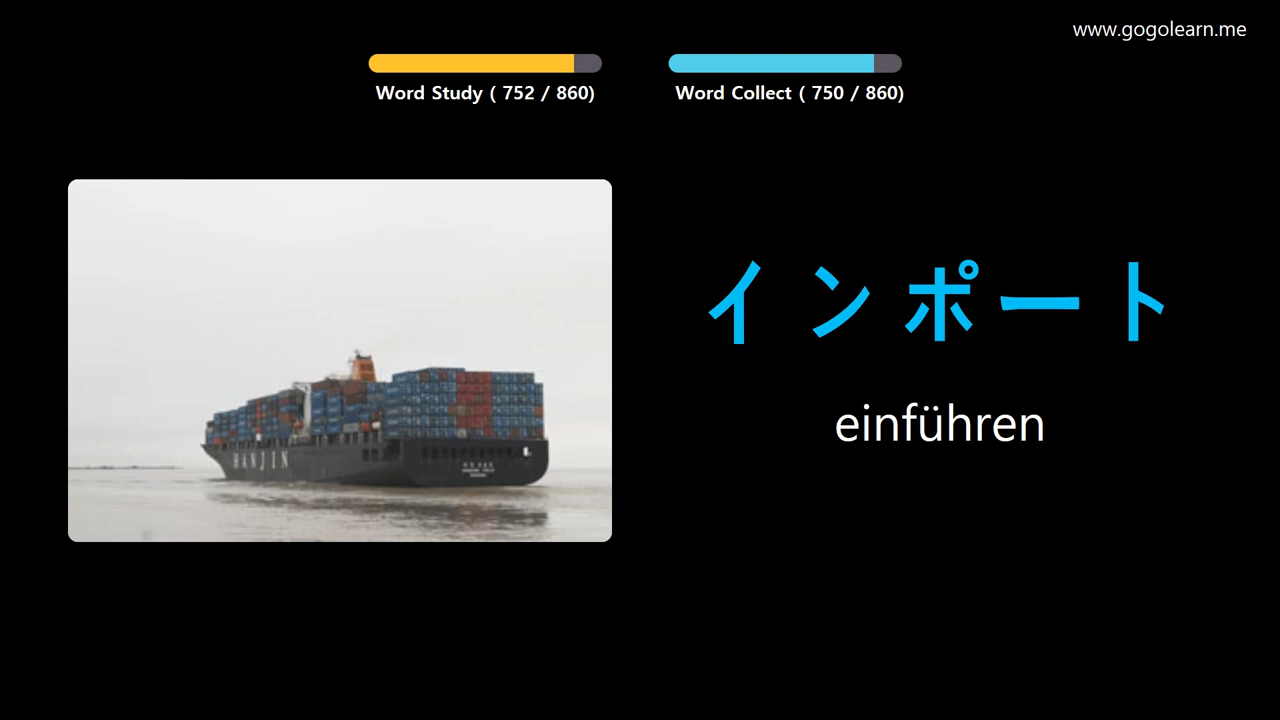 www.gogolearn.me
Word Study ( 752 / 860)
Word Collect ( 750 / 860)
インポート
einführen
HANJIN